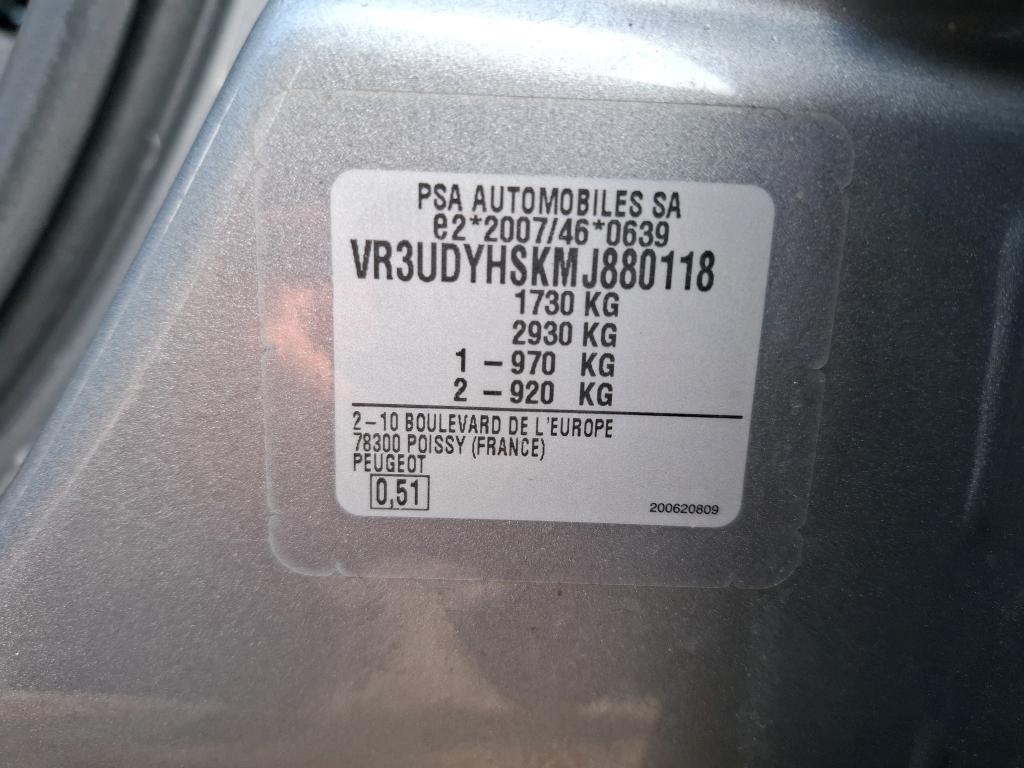 PSA AUTOMOBILES SA
e2*2007/46*0639
VR3UDYHSKMJ880118
1730 KG
2930 KG
1 – 970 KG
2 – 920 KG
2–10 BOULEVARD DE L'EUROPE
78300 POISSY (FRANCE)
PEUGEOT
0,51
200620809